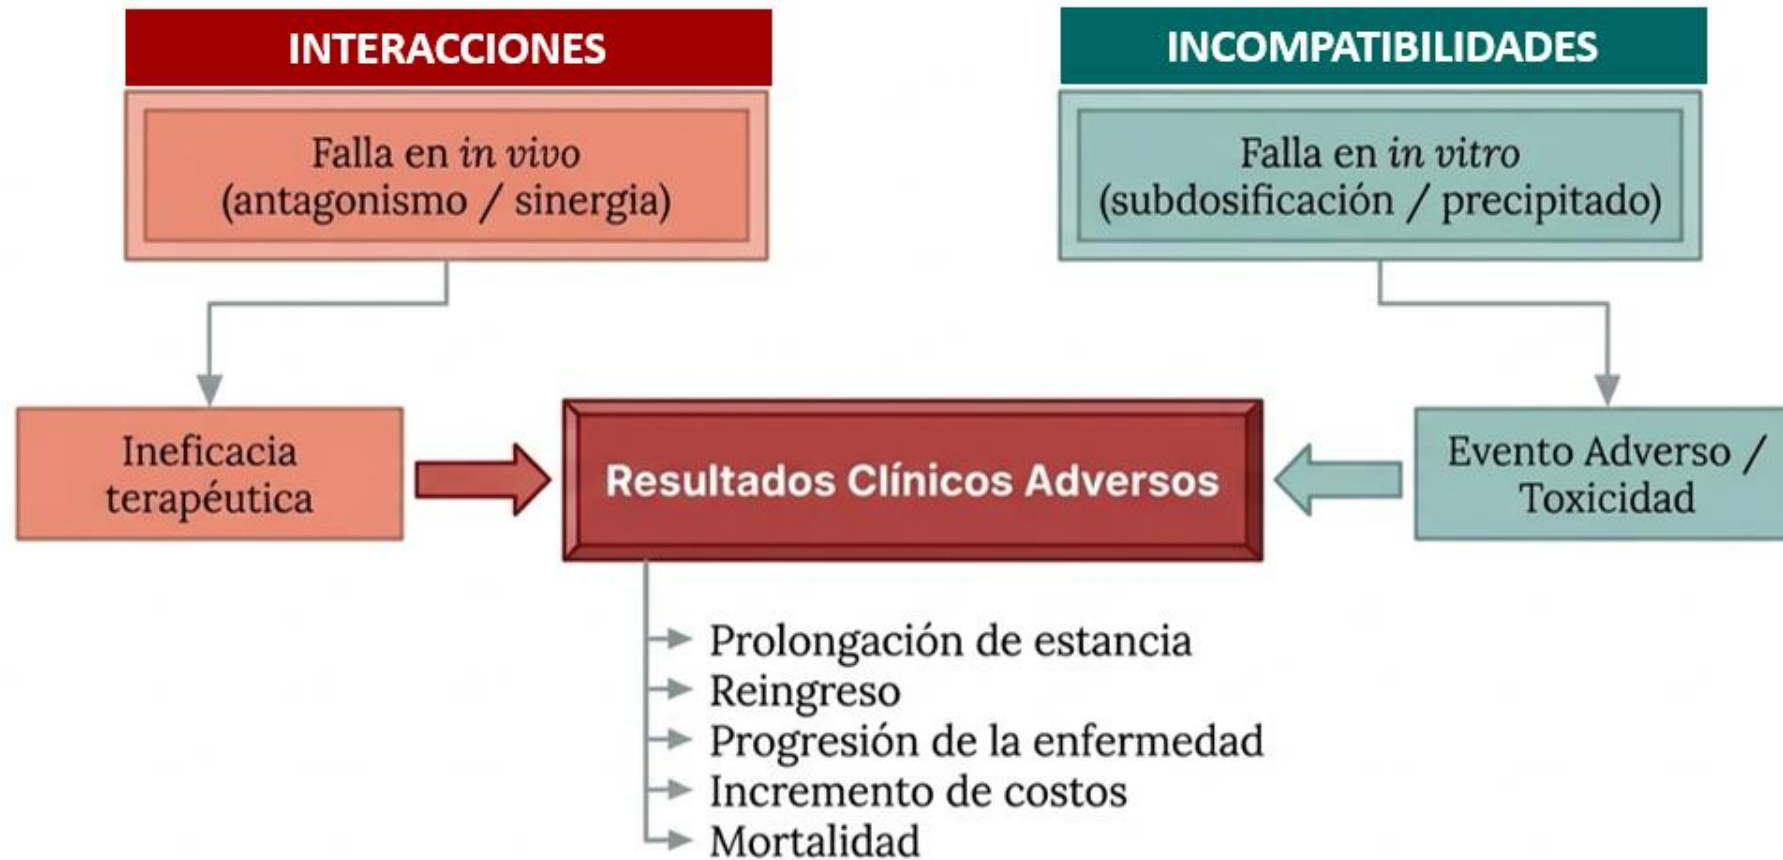 INTERACCIONES
Falla en in vivo
(antagonismo / sinergia)
INCOMPATIBILIDADES
Falla en in vitro
(subdosificación / precipitado)
Ineficacia
terapéutica
Resultados Clínicos Adversos
Evento Adverso /
Toxicidad
Prolongación de estancia
Reingreso
Progresión de la enfermedad
Incremento de costos
Mortalidad